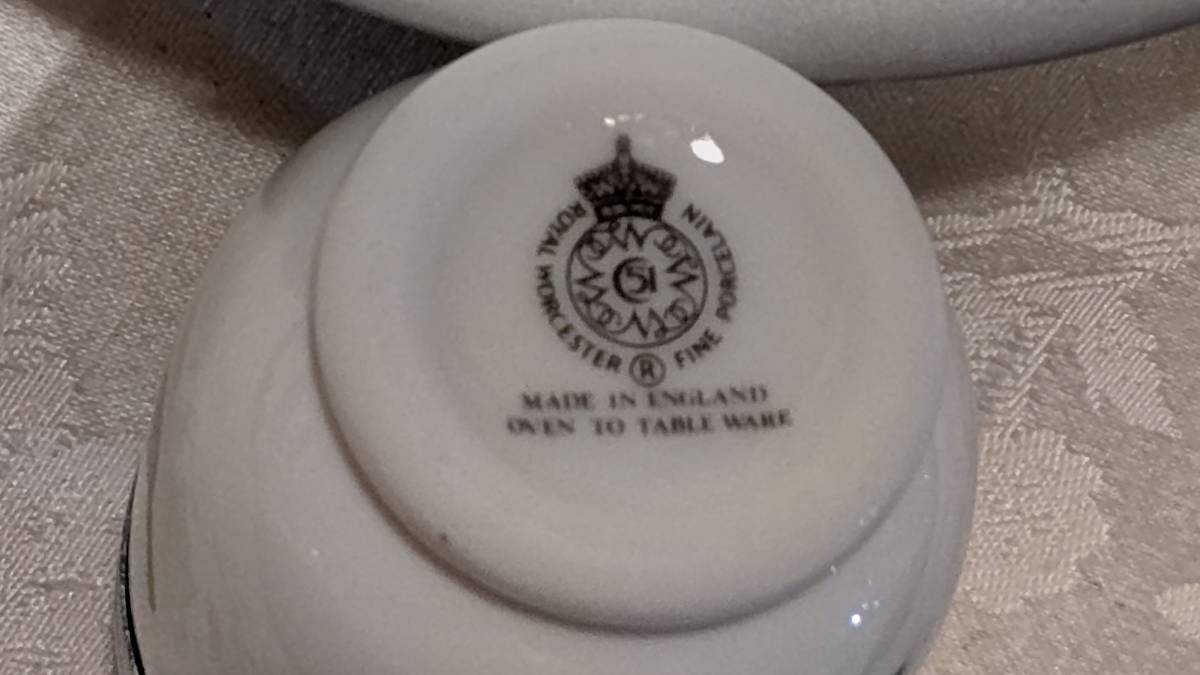 ROYAL WORCESTER ® FINE PORCELAIN
51
MADE IN ENGLAND
OVEN TO TABLE WARE